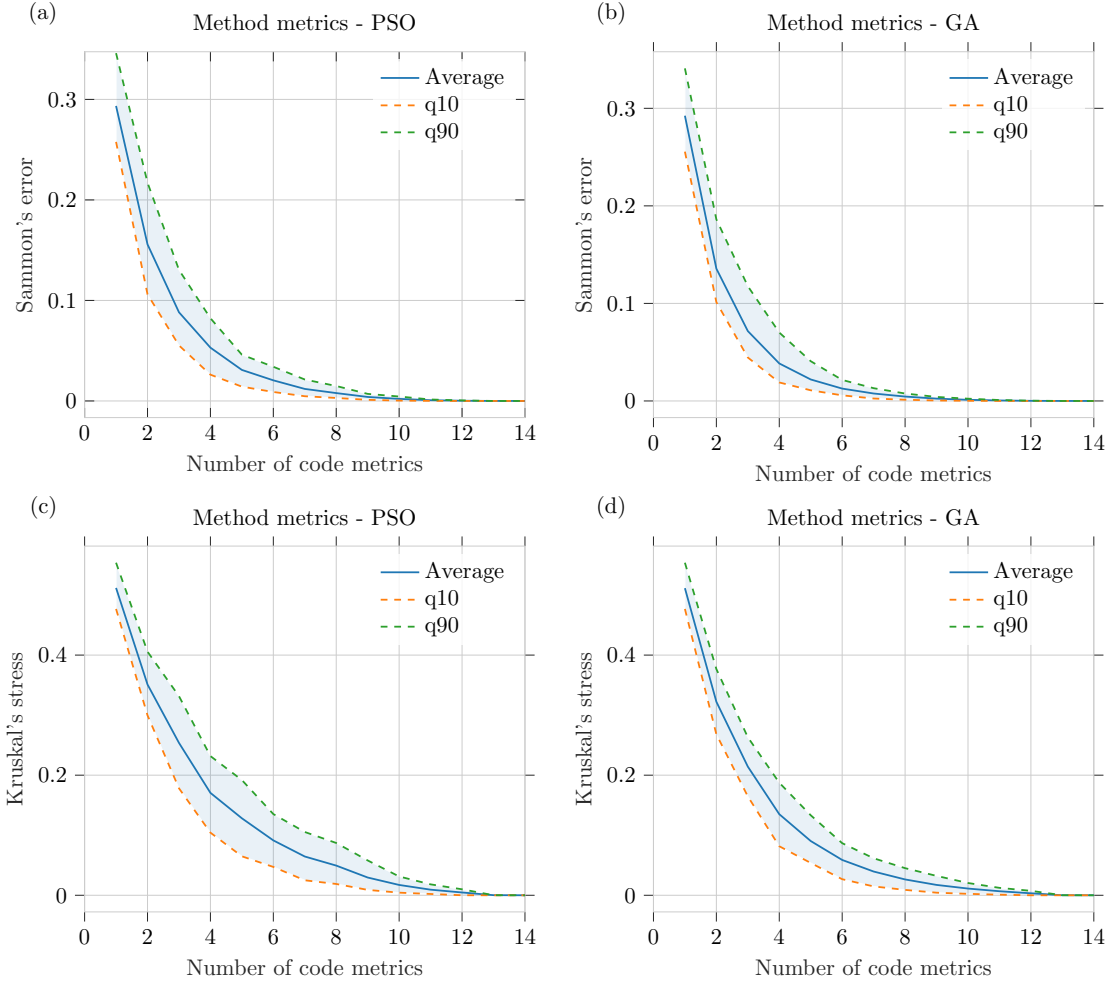 (a)
Method metrics - PSO
Average
q10
q90
0.3
0.2
0.1
0
Sammon's error
0 2 4 6 8 10 12 14
Number of code metrics
(b)
Method metrics - GA
Average
q10
q90
0.3
0.2
0.1
0
Sammon's error
0 2 4 6 8 10 12 14
Number of code metrics
(c)
Method metrics - PSO
Average
q10
q90
0.4
0.2
0
Kruskal's stress
0 2 4 6 8 10 12 14
Number of code metrics
(d)
Method metrics - GA
Average
q10
q90
0.4
0.2
0
Kruskal's stress
0 2 4 6 8 10 12 14
Number of code metrics